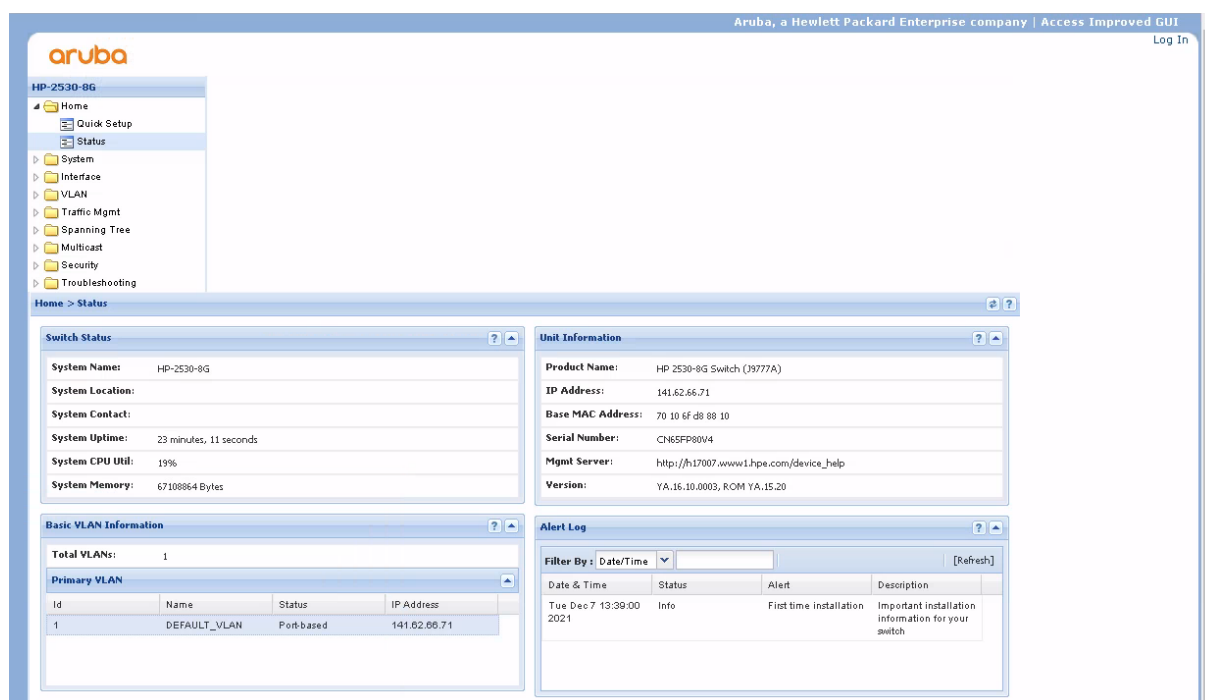 Aruba, a Hewlett Packard Enterprise company | Access Improved GUI
Log In
aruba
HP-2530-8G
Home
Quick Setup
Status
System
Interface
VLAN
Traffic Mgmt
Spanning Tree
Multicast
Security
Troubleshooting
Home > Status
Switch Status
System Name: HP-2530-8G
System Location:
System Contact:
System Uptime: 23 minutes, 11 seconds
System CPU Util: 19%
System Memory: 67108864 Bytes
Unit Information
Product Name: HP 2530-8G Switch (J9777A)
IP Address: 141.62.66.71
Base MAC Address: 70 10 6f d8 88 10
Serial Number: CN65FP80V4
Mgmt Server: http://h17007.www1.hpe.com/device_help
Version: YA.16.10.0003, ROM YA.15.20
Basic VLAN Information
Total VLANs: 1
Primary VLAN
Id Name Status IP Address
1 DEFAULT_VLAN Port-based 141.62.66.71
Alert Log
Filter By : Date/Time [Refresh]
Date & Time Status Alert Description
Tue Dec 7 13:39:00 Info First time installation Important installation
2021 information for your
switch